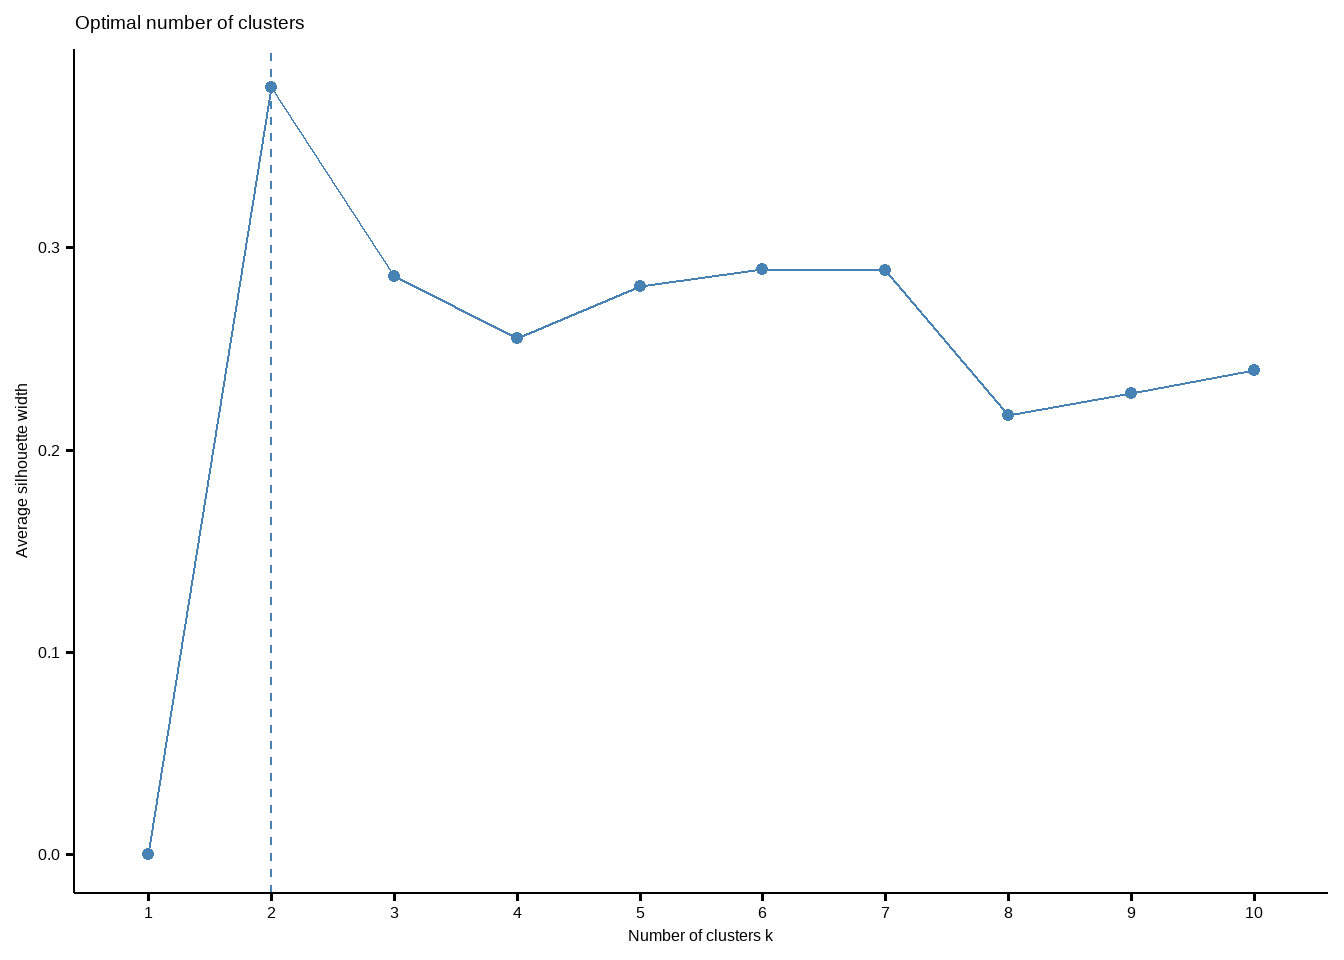 Optimal number of clusters
Average silhouette width
0.3
0.2
0.1
0.0
1 2 3 4 5 6 7 8 9 10
Number of clusters k